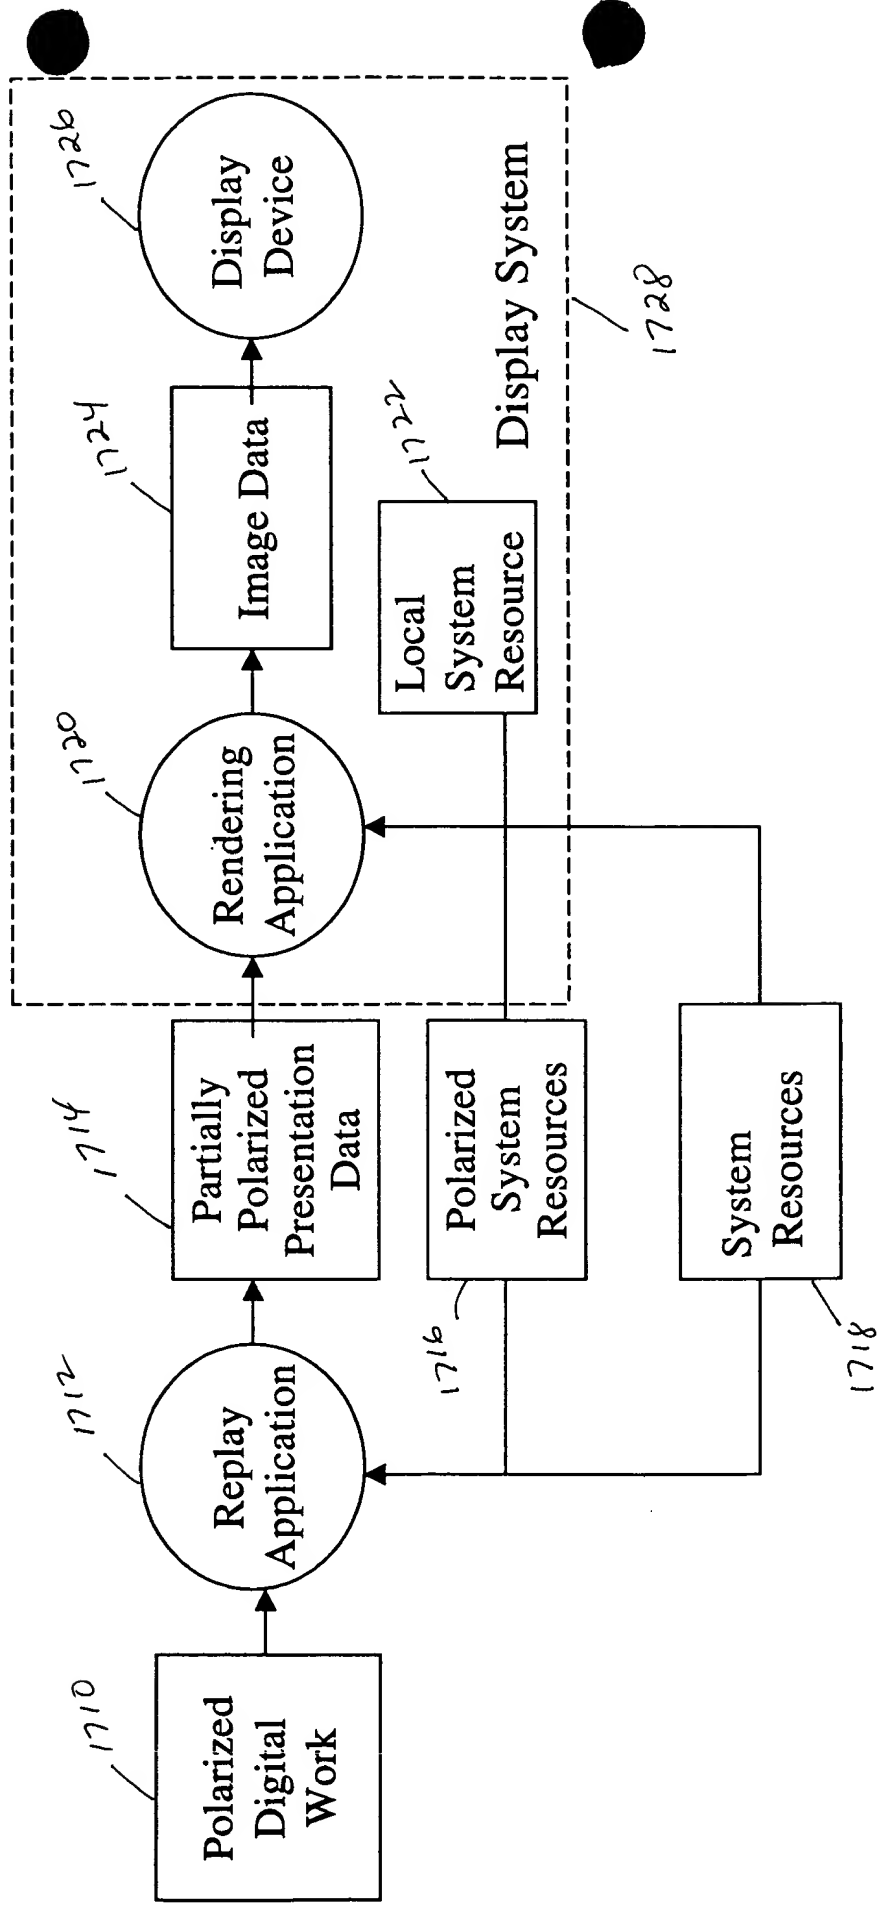 1710
Polarized
Digital
Work
1712
Replay
Application
1714
Partially
Polarized
Presentation
Data
1716
Polarized
System
Resources
1718
System
Resources
1720
Rendering
Application
1722
Local
System
Resource
1724
Image Data
1726
Display
Device
Display System
1728